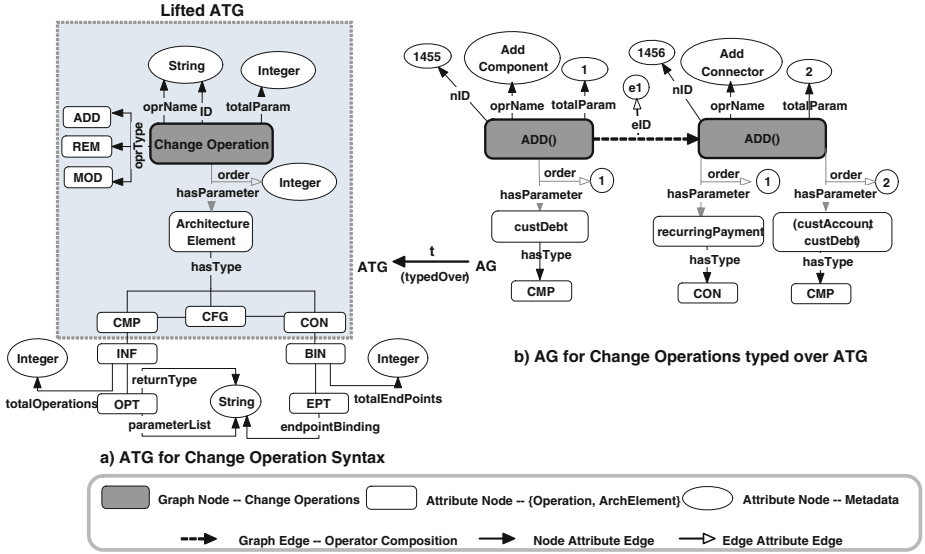 Lifted ATG
String
Integer
oprName
ID
totalParam
ADD
REM
MOD
oprType
Change Operation
order
hasParameter
Integer
Architecture
Element
hasType
CMP
CFG
CON
Integer
INF
BIN
Integer
returnType
totalOperations
OPT
String
EPT
totalEndPoints
parameterList
endpointBinding
a) ATG for Change Operation Syntax
ATG
t
(typedOver)
AG
1455
Add
Component
1
nID
oprName
totalParam
e1
eID
ADD()
order
1
hasParameter
custDebt
hasType
CMP
1456
Add
Connector
2
nID
oprName
totalParam
ADD()
order
1
hasParameter
recurringPayment
hasType
CON
order
2
hasParameter
(custAccount,
custDebt)
hasType
CMP
b) AG for Change Operations typed over ATG
Graph Node -- Change Operations
Attribute Node -- {Operation, ArchElement}
Attribute Node -- Metadata
Graph Edge -- Operator Composition
Node Attribute Edge
Edge Attribute Edge